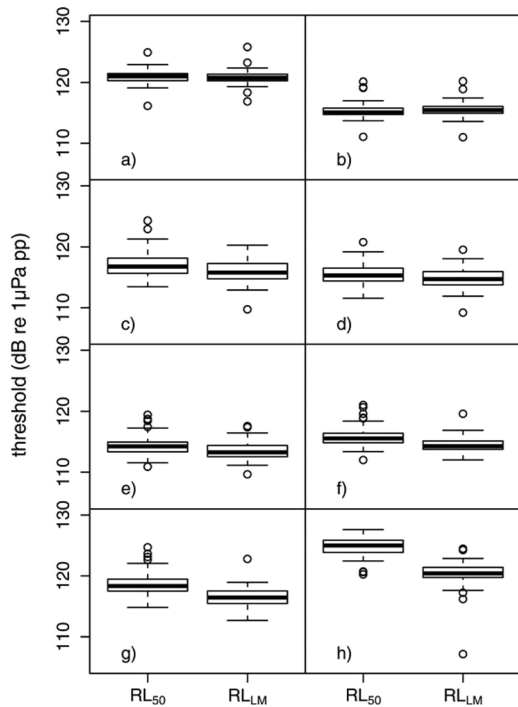 130
120
110
a)
b)
130
120
110
c)
d)
130
120
110
e)
f)
130
120
110
g)
h)
threshold (dB re 1μPa pp)
RL50 RLLM RL50 RLLM